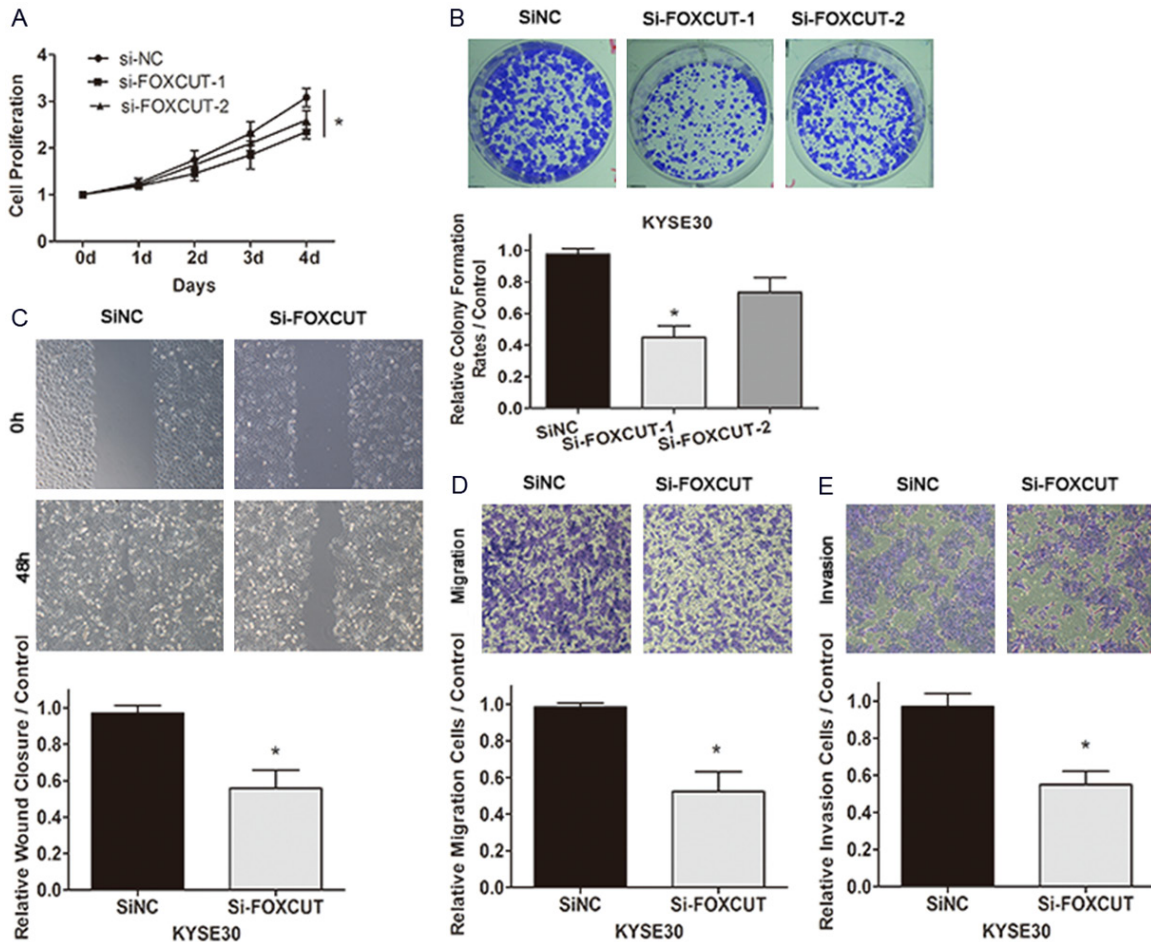 A
si-NC
si-FOXCUT-1
si-FOXCUT-2
4
3
2
1
0
Cell Proliferation
*
0d 1d 2d 3d 4d
Days
B
SiNC Si-FOXCUT-1 Si-FOXCUT-2
KYSE30
Relative Colony Formation
Rates / Control
1.0
0.8
0.6
0.4
0.2
0.0
*
SiNC Si-FOXCUT-1 Si-FOXCUT-2
C
SiNC Si-FOXCUT
0h
48h
Relative Wound Closure / Control
1.0
0.8
0.6
0.4
0.2
0.0
*
SiNC Si-FOXCUT
KYSE30
D
SiNC Si-FOXCUT
Migration
Relative Migration Cells / Control
1.0
0.8
0.6
0.4
0.2
0.0
*
SiNC Si-FOXCUT
KYSE30
E
SiNC Si-FOXCUT
Invasion
Relative Invasion Cells / Control
1.0
0.8
0.6
0.4
0.2
0.0
*
SiNC Si-FOXCUT
KYSE30